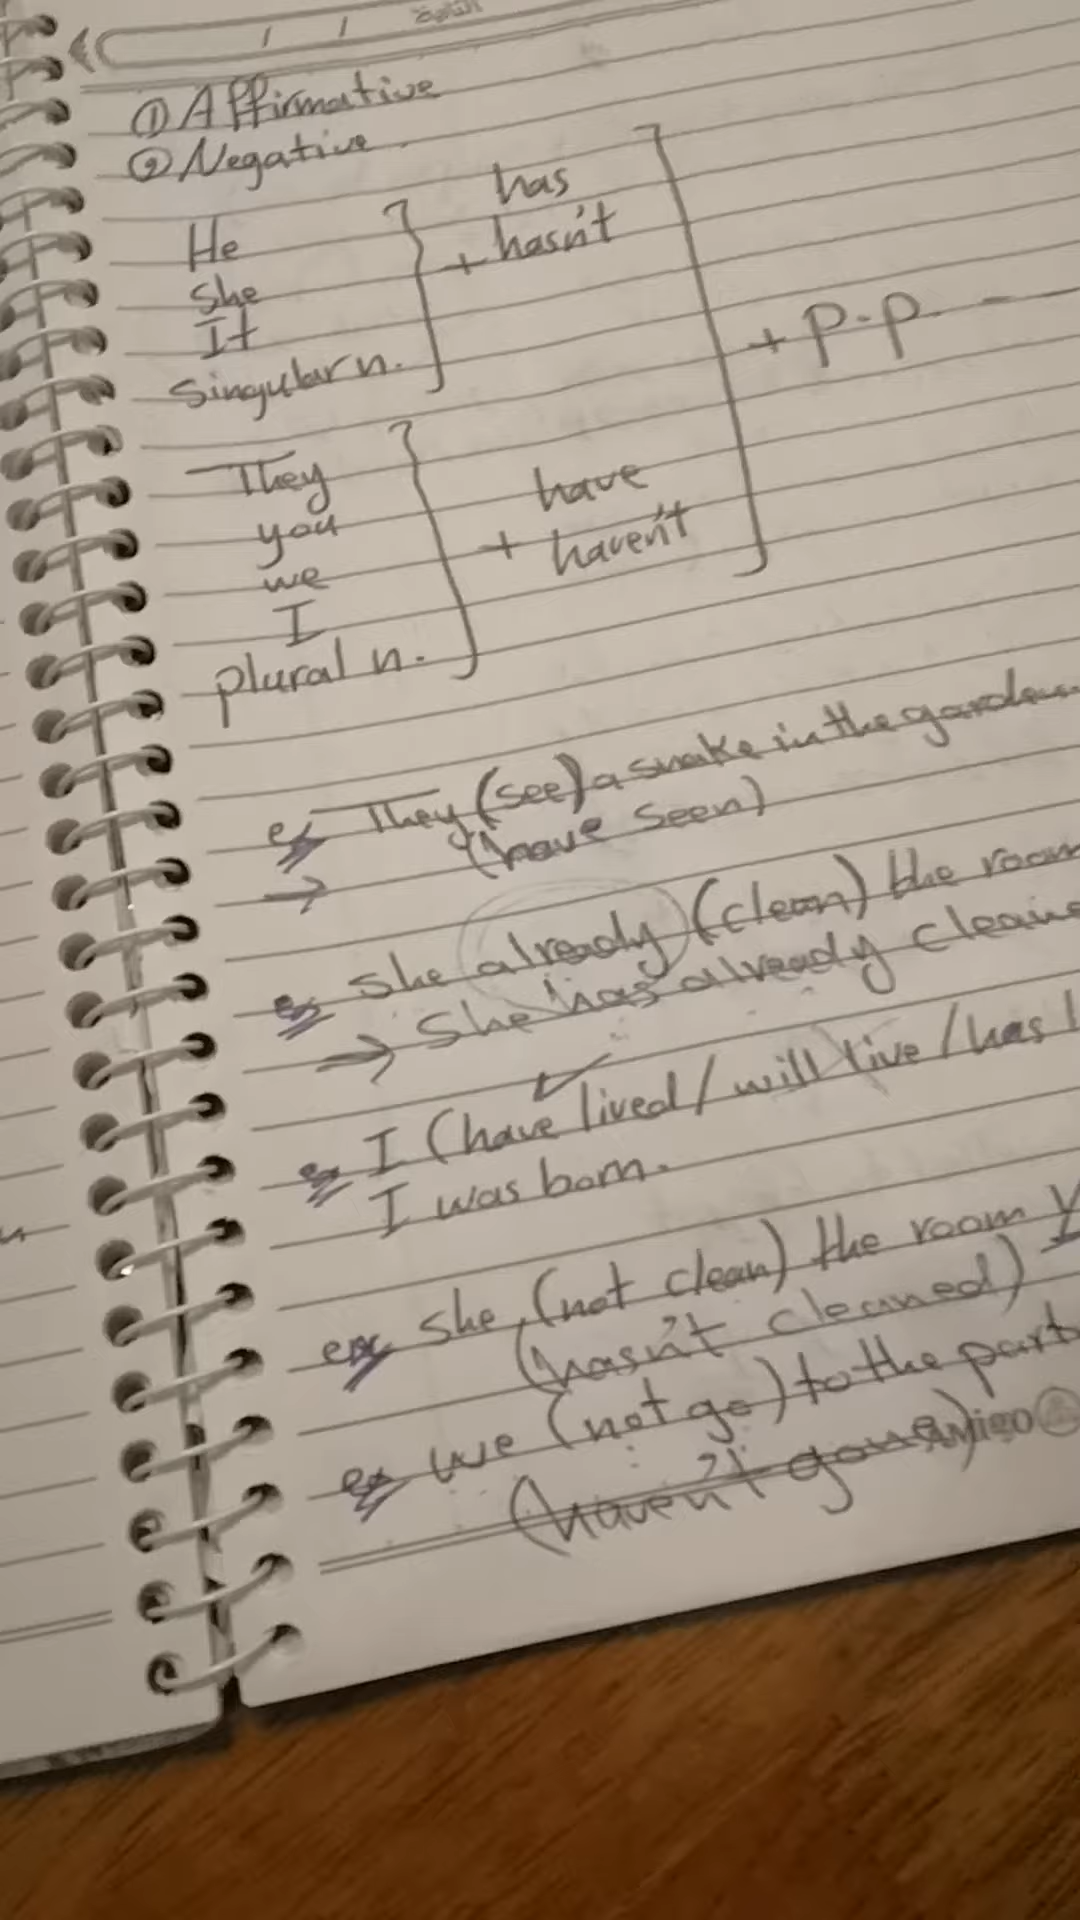 ① Affirmative
② Negative.
He
She
It
Singular n.
+
has
hasn't
They
you
we
I
plural n.
+
have
haven't
+ P.P.
ex They (see) a snake in the garden
→ (have seen)
ex She already (clean) the room
→ She has already
ex I (have lived / will live / has
I was born.
ex She (not clean) the room
(hasn't cleaned)
ex we (not go) to the
(haven't gone)